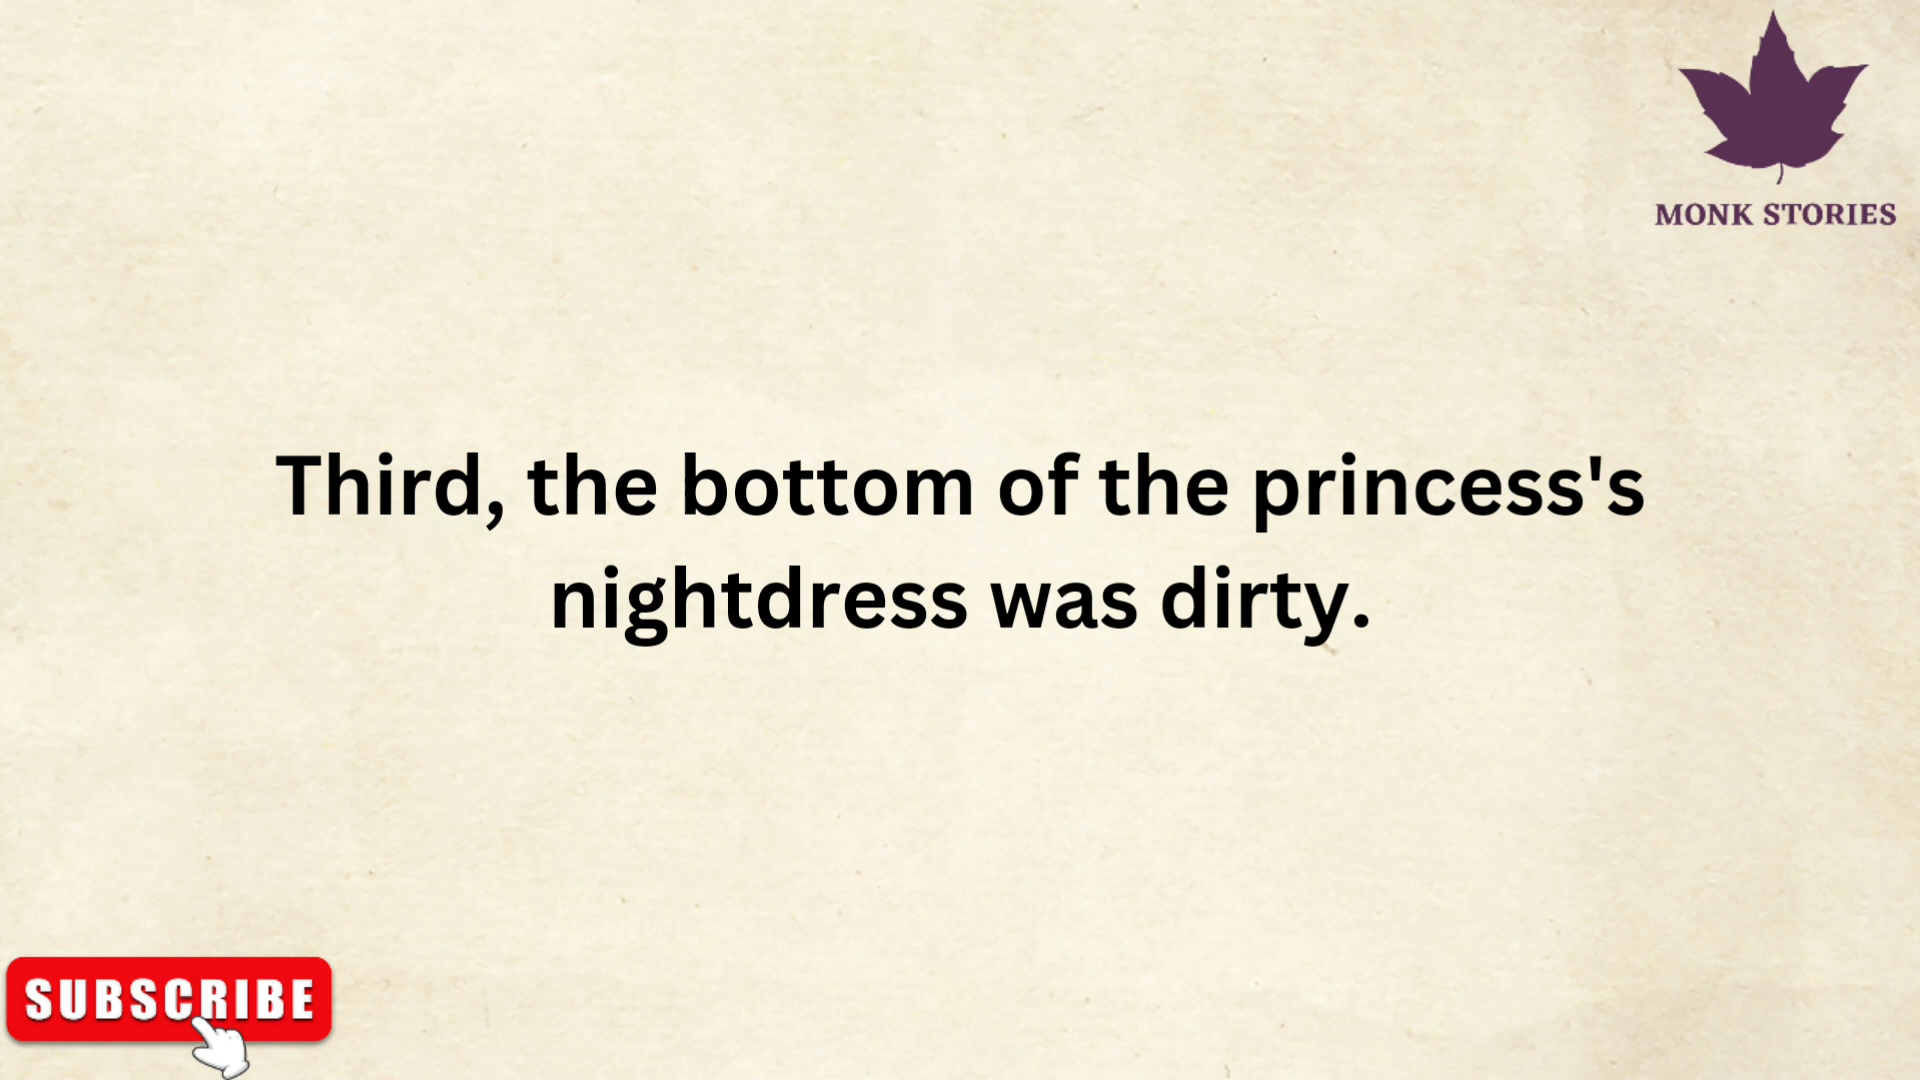 MONK STORIES
Third, the bottom of the princess's
nightdress was dirty.
SUBSCRIBE